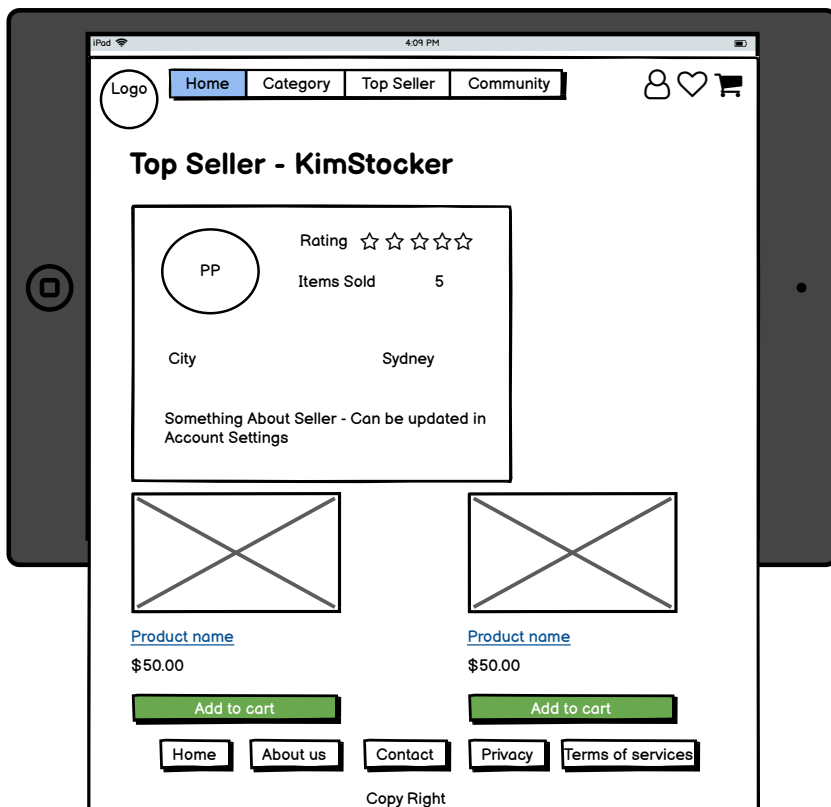 iPad 4:09 PM
Logo Home Category Top Seller Community
Top Seller - KimStocker
PP
Rating
Items Sold 5
City Sydney
Something About Seller - Can be updated in
Account Settings
Product name Product name
$50.00 $50.00
Add to cart Add to cart
Home About us Contact Privacy Terms of services
Copy Right